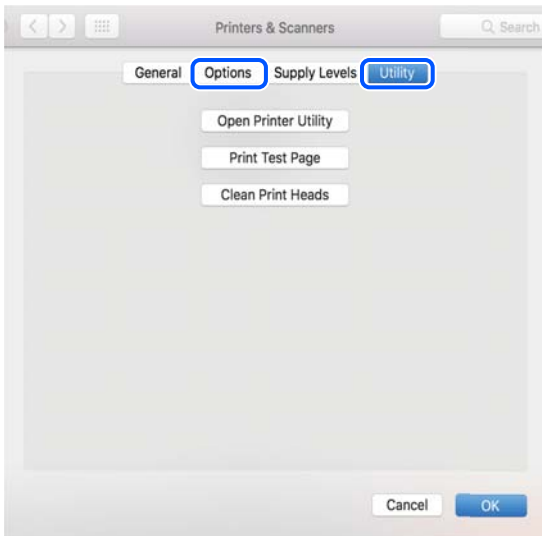 Printers & Scanners
Search
General Options Supply Levels Utility
Open Printer Utility
Print Test Page
Clean Print Heads
Cancel OK